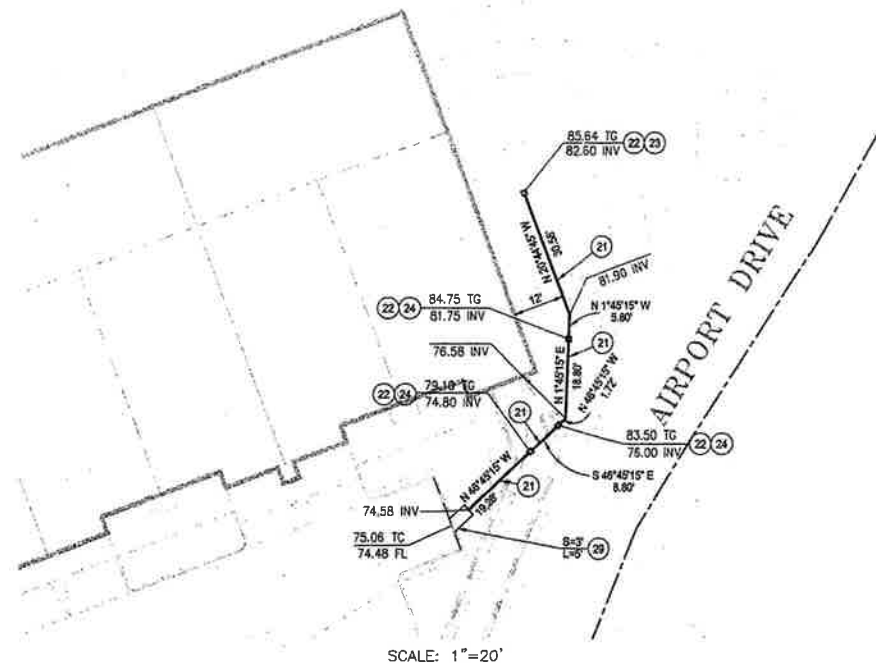 85.64 TG
82.60 INV
22 23
N 20°44'45" W
30.56'
21
81.90 INV
12'
N 1°45'15" W
5.80'
22 24
84.75 TG
81.75 INV
76.58 INV
N 1°45'15" E
18.80'
21
N 46°45'15" W
1.72'
AIRPORT DRIVE
22 24
79.18 TG
74.80 INV
21
83.50 TG
75.00 INV
22 24
S 46°45'15" E
8.80'
N 46°45'15" W
21
74.58 INV
75.06 TC
74.48 FL
S=3'
L=5'
29
SCALE: 1"=20'